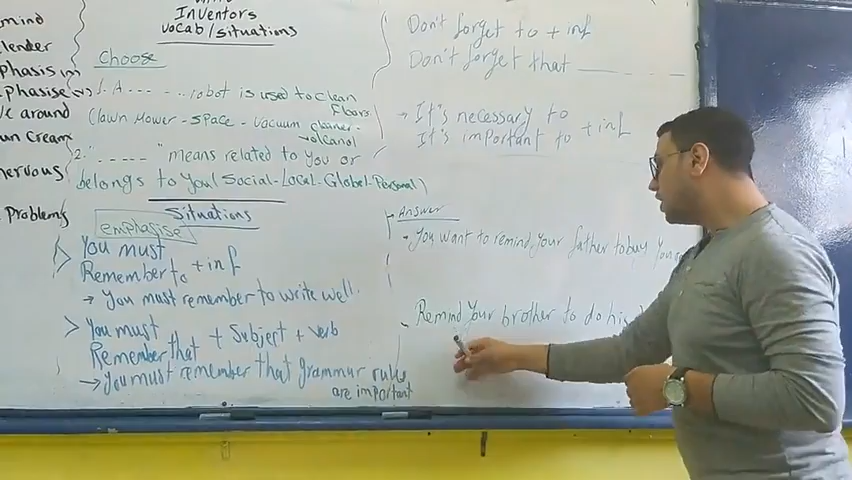 mind
lender
phasis (n)
phasise (v)
c around
un Cream
nervous
Problems
Inventors
vocab/situations
Choose
1. A ........ robot is used to clean
Floors
(lawn Mower - Space - vacuum cleaner -
volcano)
2. "......" means related to you or
belongs to you (Social - Local - Global - Personal)
Situations
emphasise
You must
Remember to + inf
→ You must remember to write well.
You must
Remember that + Subject + verb
→ You must remember that grammar rules
are important
Don't forget to + inf
Don't forget that
→ It's necessary to
It's important to + inf
Answer
- You want to remind your father to buy you
- Remind your brother to do his